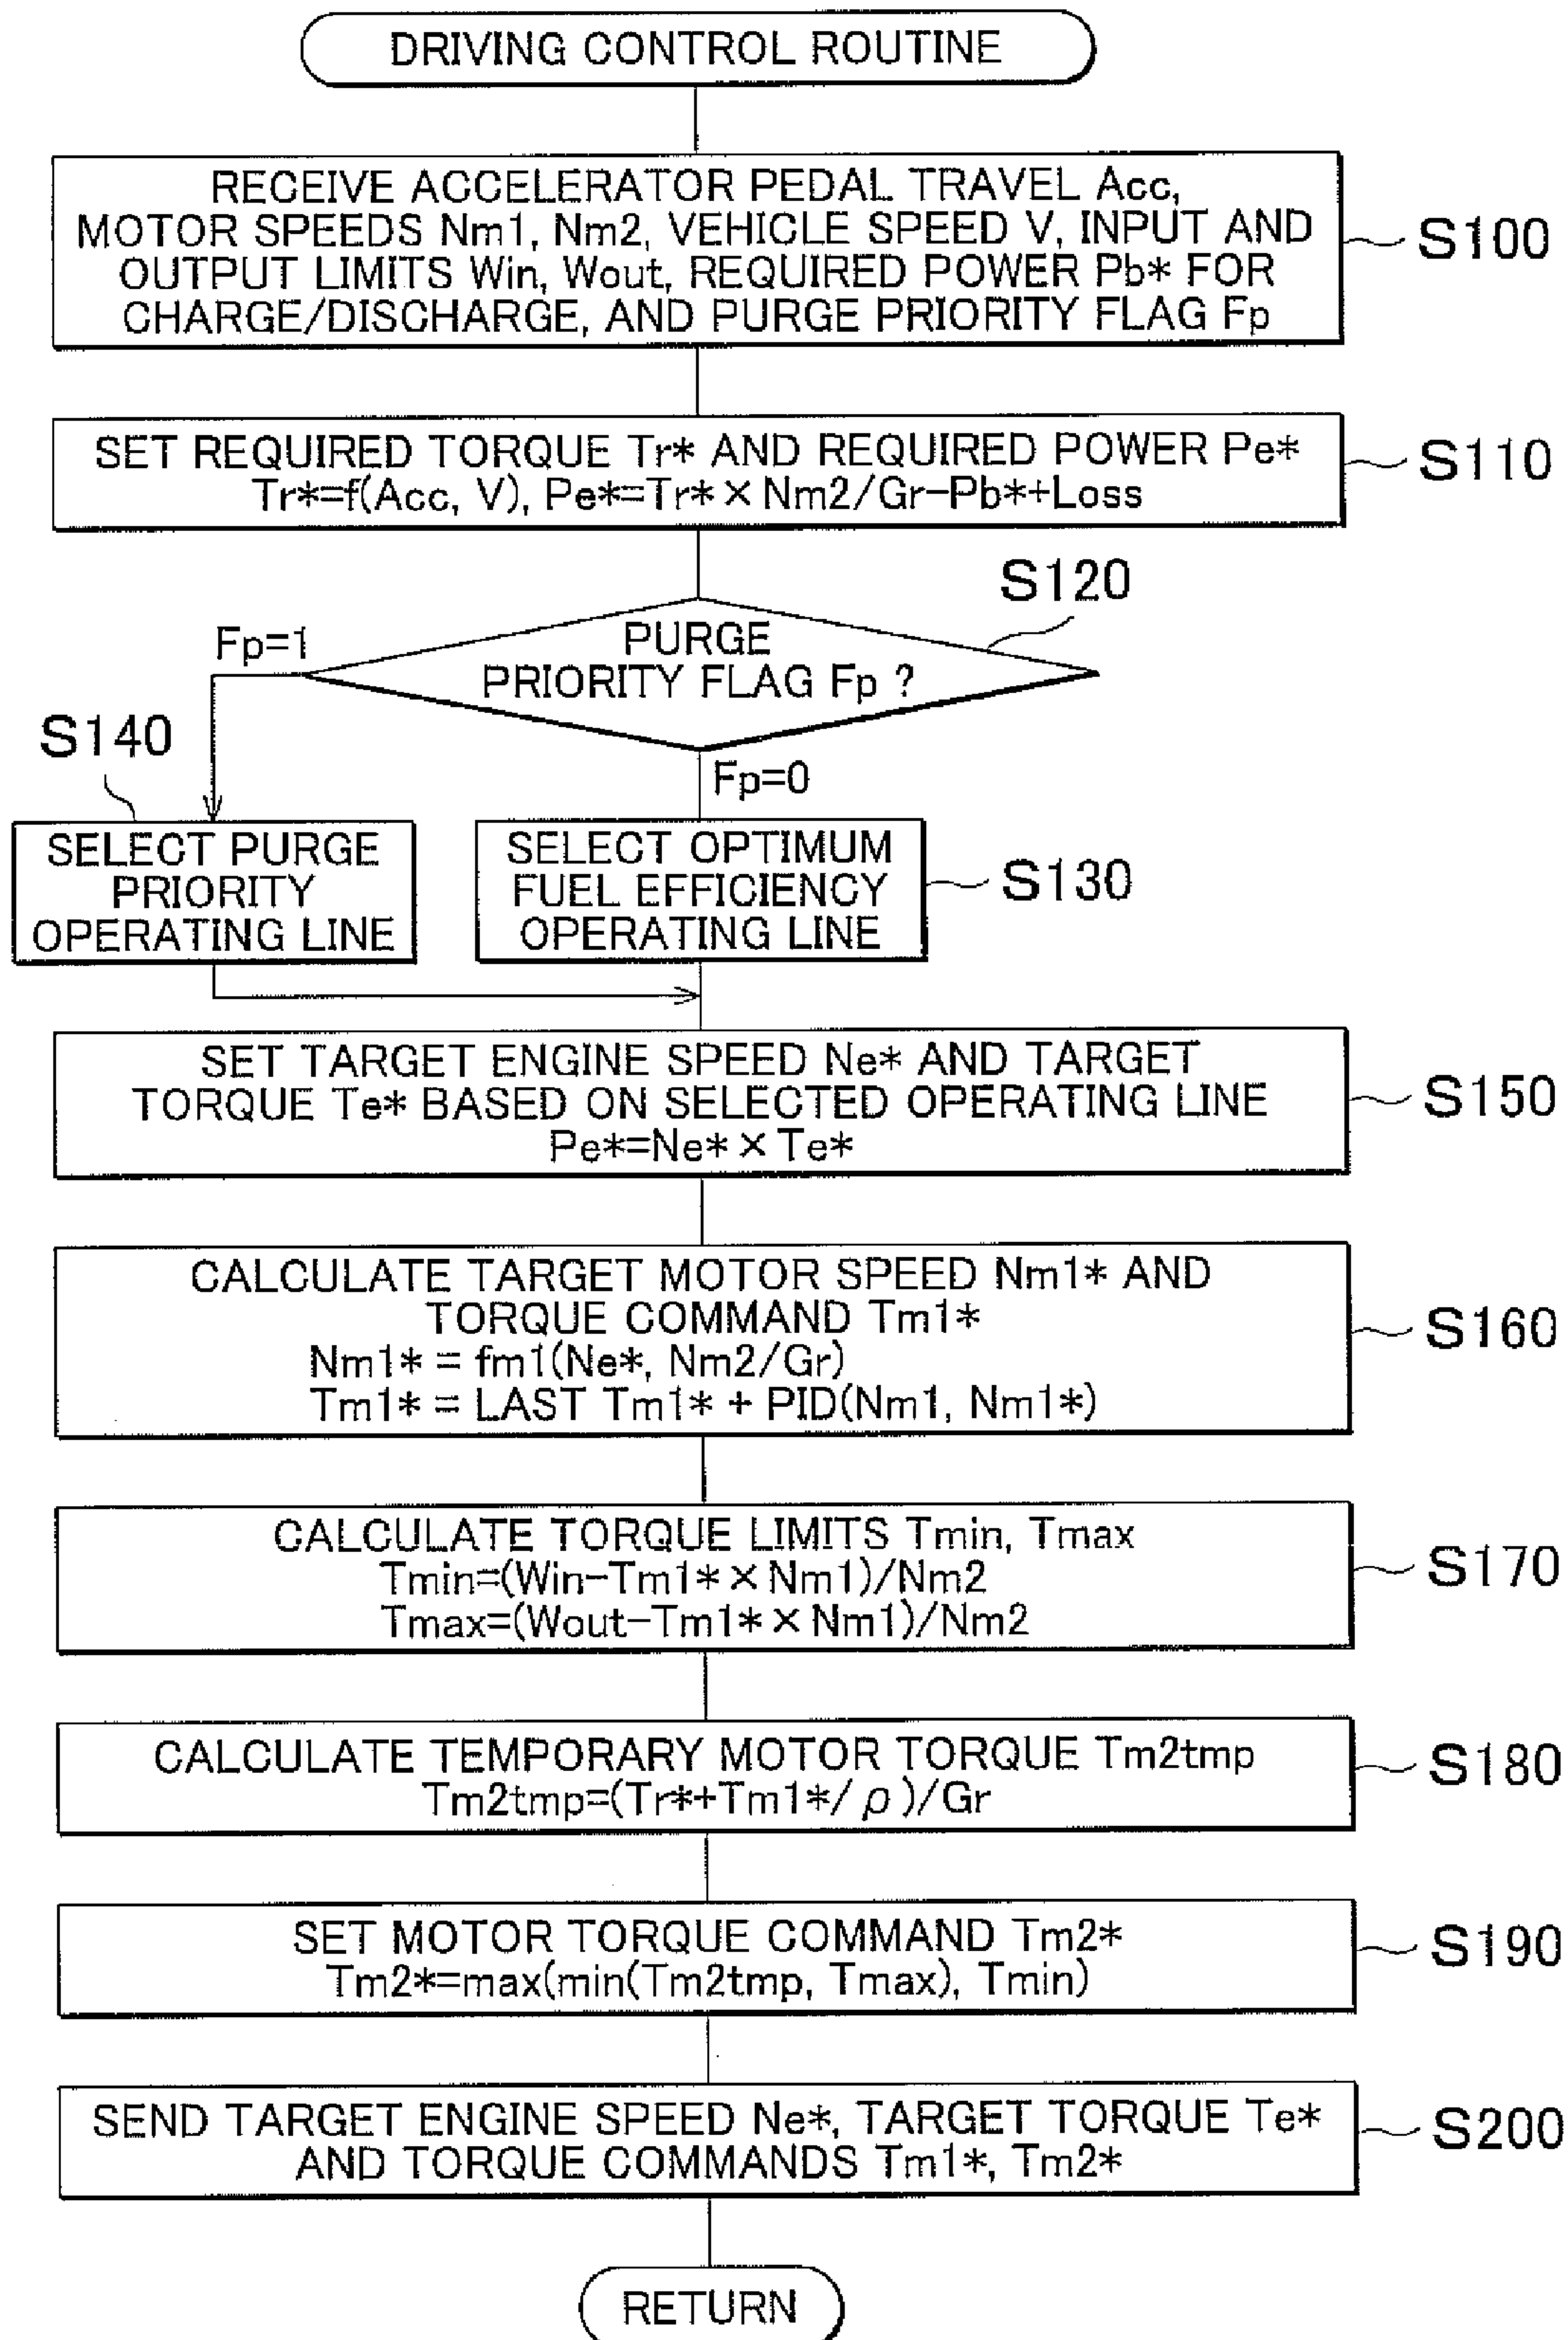 DRIVING CONTROL ROUTINE
RECEIVE ACCELERATOR PEDAL TRAVEL Acc,
MOTOR SPEEDS Nm1, Nm2, VEHICLE SPEED V, INPUT AND
OUTPUT LIMITS Win, Wout, REQUIRED POWER Pb* FOR
CHARGE/DISCHARGE, AND PURGE PRIORITY FLAG Fp
S100
SET REQUIRED TORQUE Tr* AND REQUIRED POWER Pe*
Tr*=f(Acc, V), Pe*=Tr*×Nm2/Gr-Pb*+Loss
S110
S120
PURGE
PRIORITY FLAG Fp ?
Fp=1
Fp=0
S140
SELECT PURGE
PRIORITY
OPERATING LINE
SELECT OPTIMUM
FUEL EFFICIENCY
OPERATING LINE
S130
SET TARGET ENGINE SPEED Ne* AND TARGET
TORQUE Te* BASED ON SELECTED OPERATING LINE
Pe*=Ne*×Te*
S150
CALCULATE TARGET MOTOR SPEED Nm1* AND
TORQUE COMMAND Tm1*
Nm1* = fm1(Ne*, Nm2/Gr)
Tm1* = LAST Tm1* + PID(Nm1, Nm1*)
S160
CALCULATE TORQUE LIMITS Tmin, Tmax
Tmin=(Win-Tm1*×Nm1)/Nm2
Tmax=(Wout-Tm1*×Nm1)/Nm2
S170
CALCULATE TEMPORARY MOTOR TORQUE Tm2tmp
Tm2tmp=(Tr*+Tm1*/ρ)/Gr
S180
SET MOTOR TORQUE COMMAND Tm2*
Tm2*=max(min(Tm2tmp, Tmax), Tmin)
S190
SEND TARGET ENGINE SPEED Ne*, TARGET TORQUE Te*
AND TORQUE COMMANDS Tm1*, Tm2*
S200
RETURN